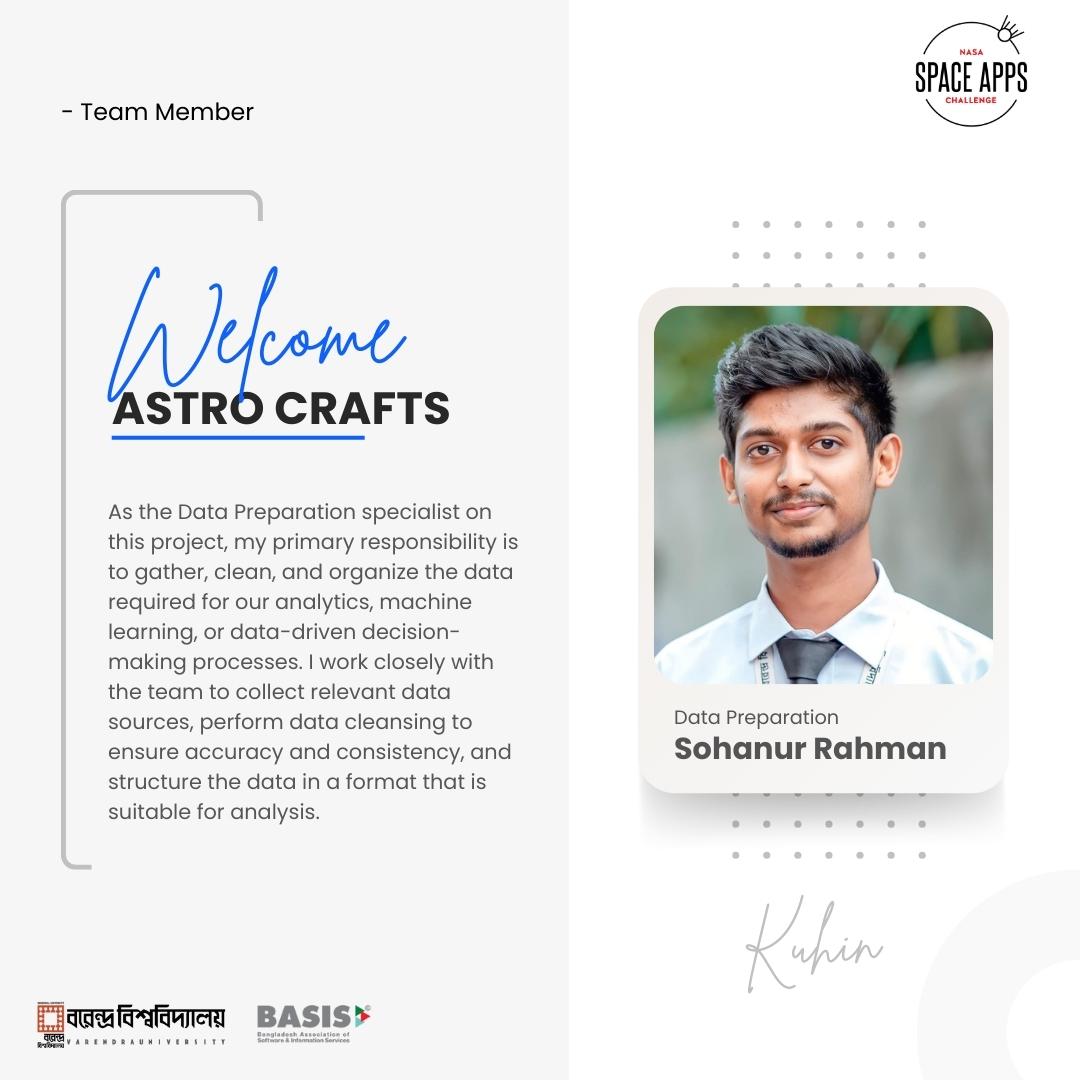 NASA
SPACE APPS
CHALLENGE
- Team Member
Welcome
ASTRO CRAFTS
As the Data Preparation specialist on
this project, my primary responsibility is
to gather, clean, and organize the data
required for our analytics, machine
learning, or data-driven decision-
making processes. I work closely with
the team to collect relevant data
sources, perform data cleansing to
ensure accuracy and consistency, and
structure the data in a format that is
suitable for analysis.
Data Preparation
Sohanur Rahman
Kuhin
বরেন্দ্র বিশ্ববিদ্যালয়
VARENDRA UNIVERSITY
BASIS
Bangladesh Association of
Software & Information Services